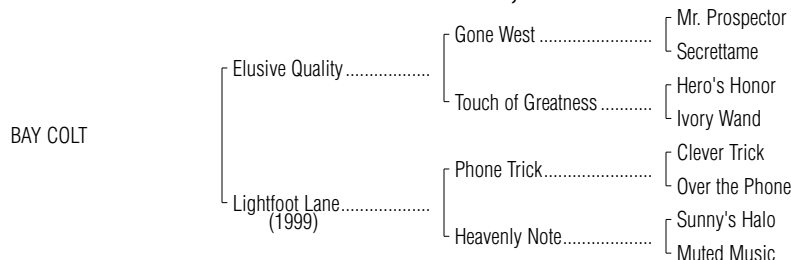 Mr. Prospector
Gone West ........................
Secrettame
Elusive Quality ..................
Hero's Honor
Touch of Greatness ...........
Ivory Wand
BAY COLT
Clever Trick
Phone Trick.......................
Over the Phone
Lightfoot Lane...................
(1999)
Sunny's Halo
Heavenly Note...................
Muted Music